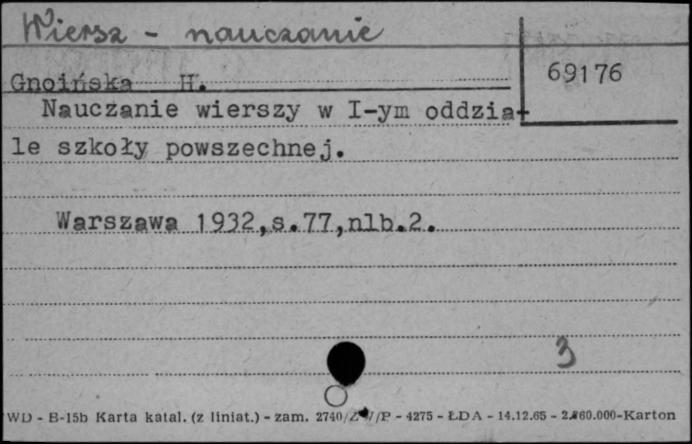 Wiersz - nauczanie
69176
Gnoińska H.
Nauczanie wierszy w I-ym oddzia-
le szkoły powszechnej.
Warszawa 1932,s.77,nlb.2.
3
WD - B-15b Karta katal. (z liniat.) - zam. 2740/ /P - 4275 - ŁDA - 14.12.65 - 2.860.000-Karton